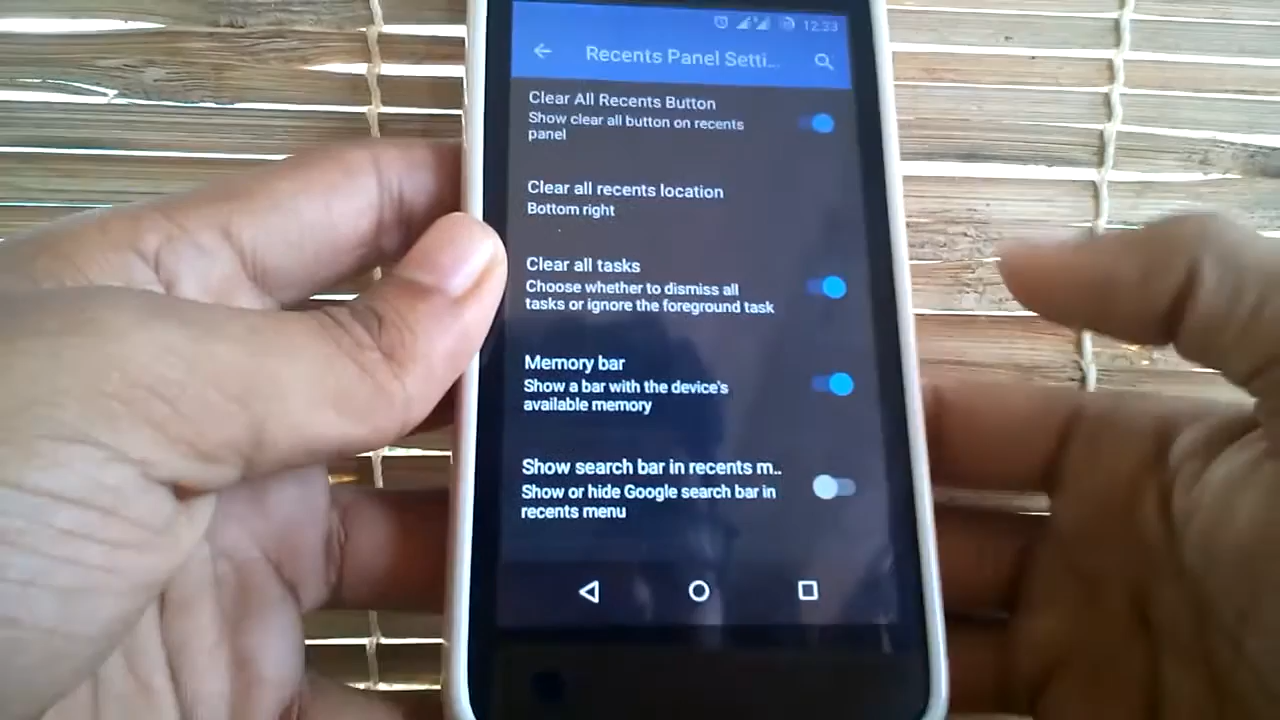 12:33
Recents Panel Setti...
Clear All Recents Button
Show clear all button on recents
panel
Clear all recents location
Bottom right
Clear all tasks
Choose whether to dismiss all
tasks or ignore the foreground task
Memory bar
Show a bar with the device's
available memory
Show search bar in recents m..
Show or hide Google search bar in
recents menu